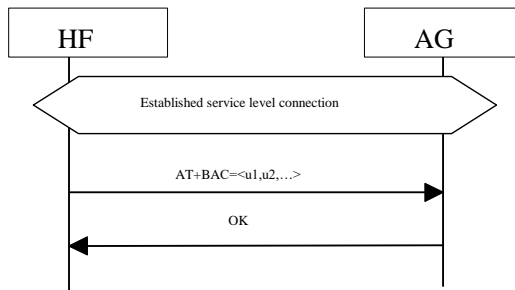 HF
AG
Established service level connection
AT+BAC=<u1,u2,…>
OK